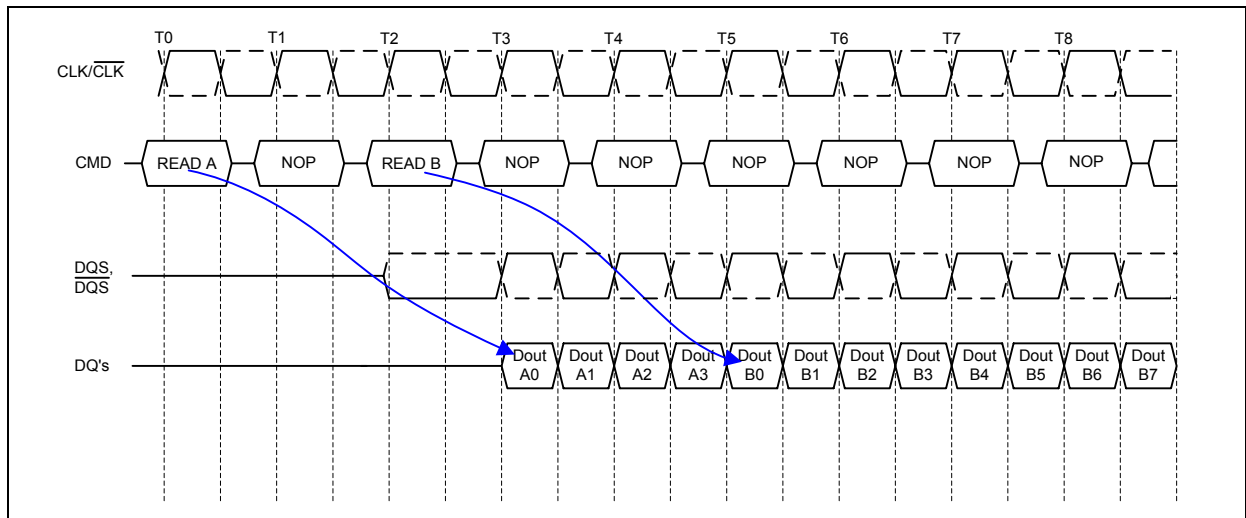 T0 T1 T2 T3 T4 T5 T6 T7 T8
CLK/CLK
CMD READ A NOP READ B NOP NOP NOP NOP NOP NOP
DQS,
DQS
DQ's
Dout Dout Dout Dout Dout Dout Dout Dout Dout Dout Dout Dout
A0 A1 A2 A3 B0 B1 B2 B3 B4 B5 B6 B7